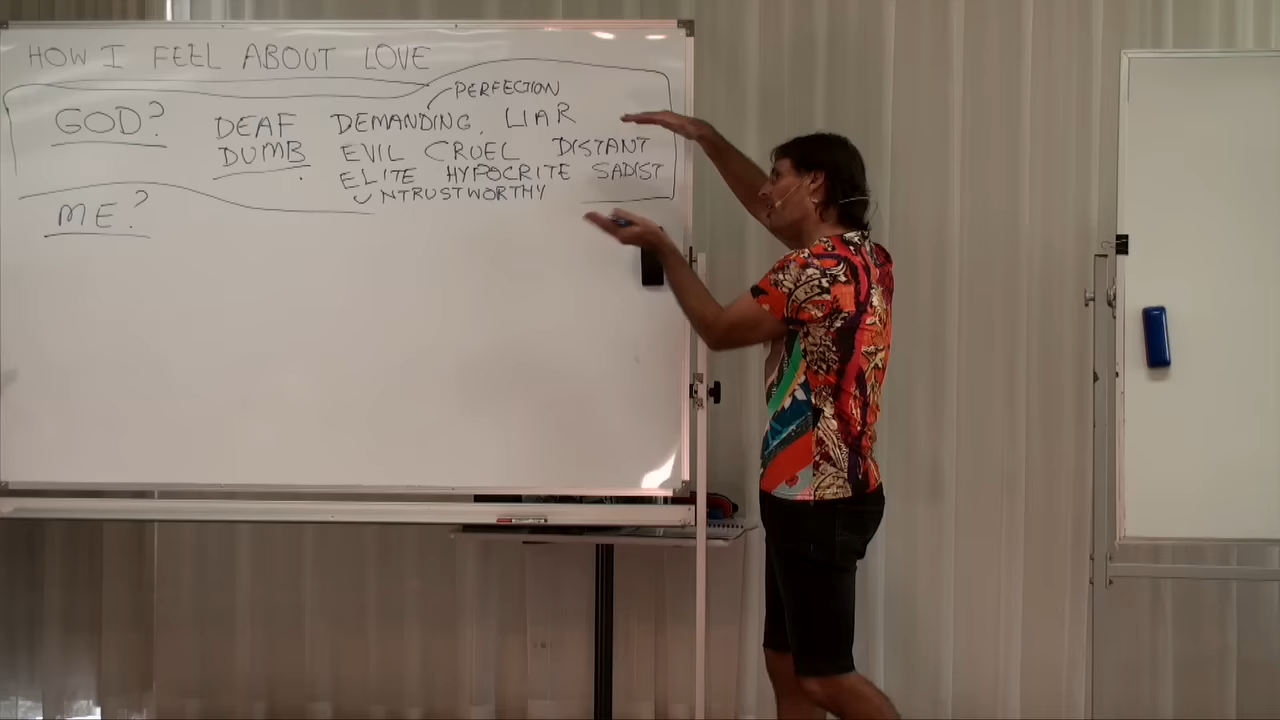 HOW I FEEL ABOUT LOVE
PERFECTION
GOD? DEAF DEMANDING, LIAR
DUMB EVIL CRUEL DISTANT
ELITE HYPOCRITE SADIST
UNTRUSTWORTHY
ME?